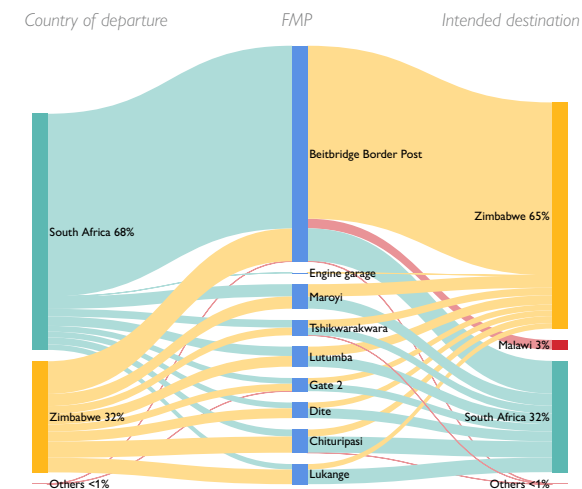 Country of departure FMP Intended destination
Beitbridge Border Post
Zimbabwe 65%
South Africa 68%
Engine garage
Maroyi
Tshikwarakwara
Malawi 3%
Lutumba
Gate 2
Dite
Zimbabwe 32%
South Africa 32%
Chituripasi
Lukange
Others <1%
Others <1%